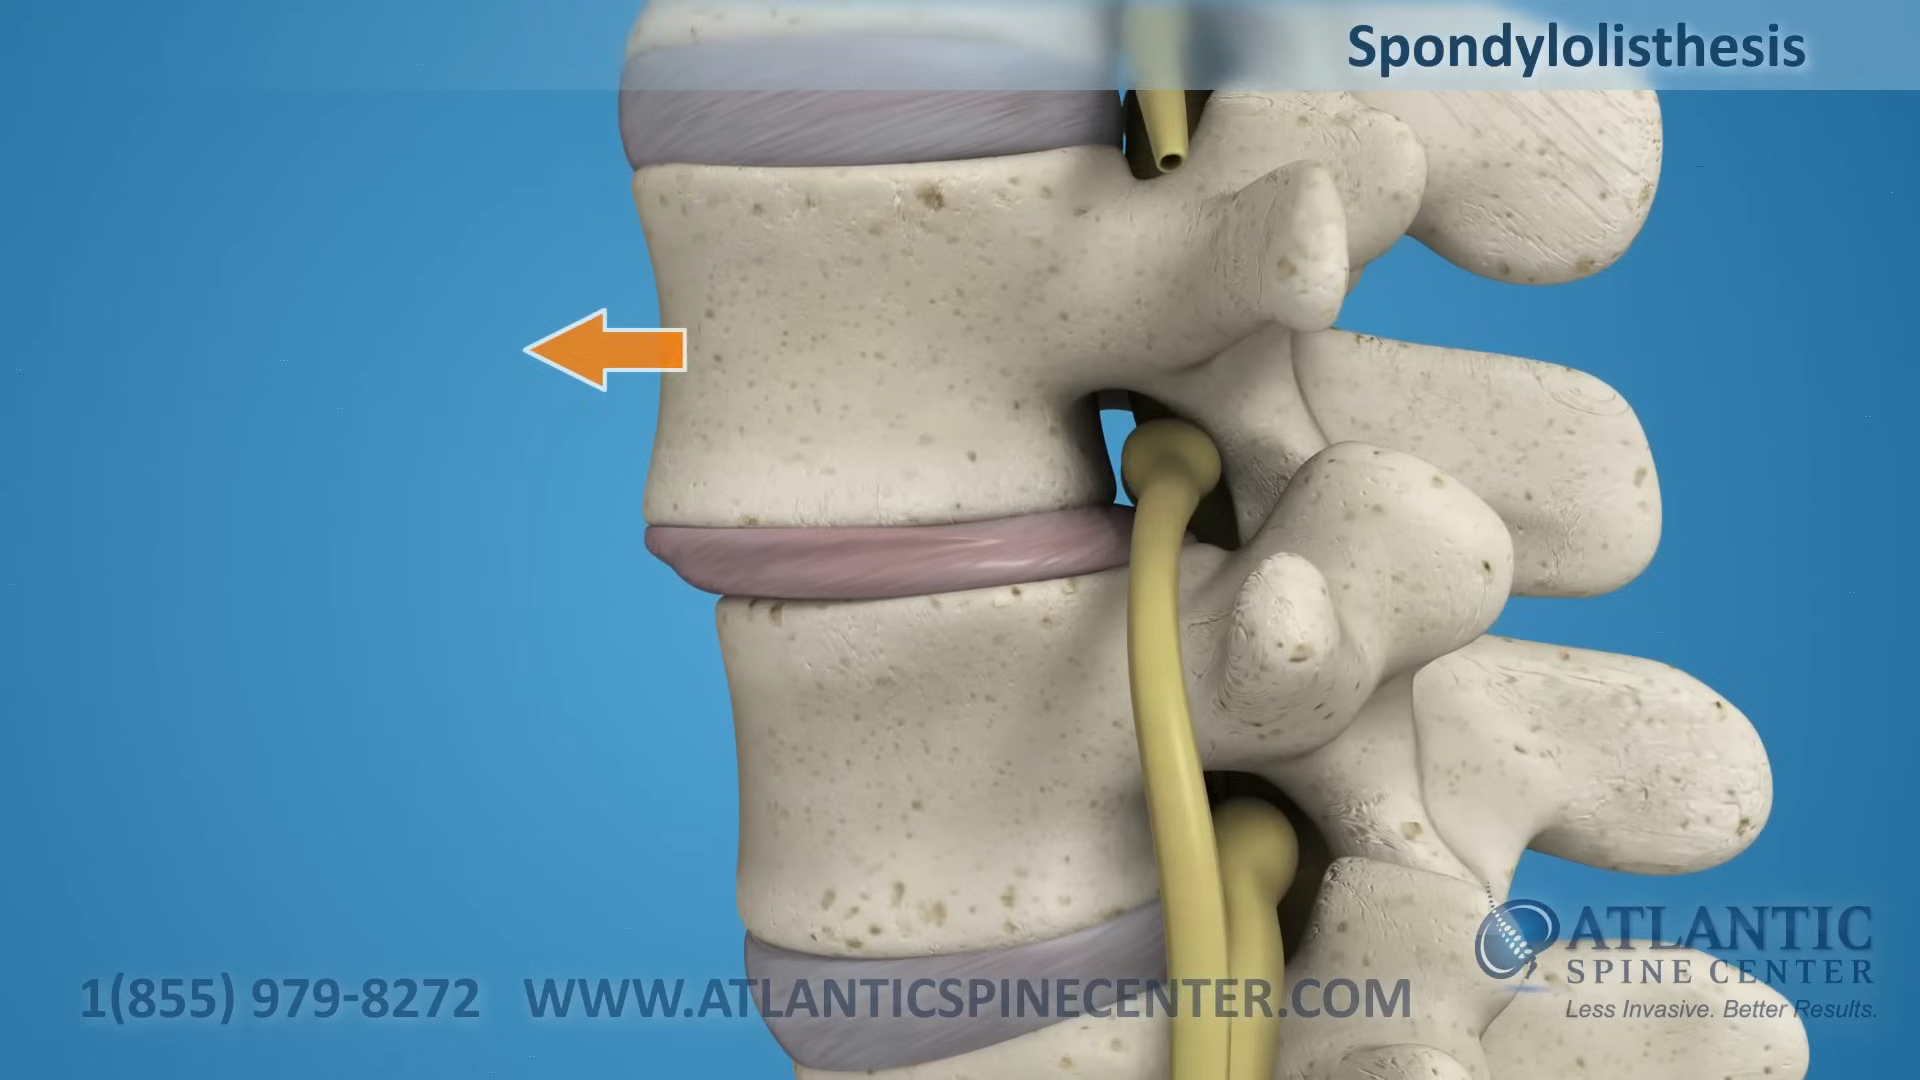 Spondylolisthesis
ATLANTIC
SPINE CENTER
Less Invasive. Better Results.
1(855) 979-8272 WWW.ATLANTICSPINECENTER.COM